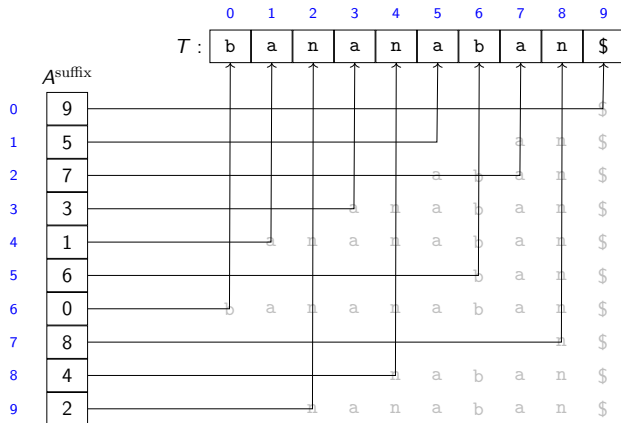 0 1 2 3 4 5 6 7 8 9
T : b a n a n a b a n $
A^suffix
0 9 $
1 5 a n $
2 7 a b a n $
3 3 a n a b a n $
4 1 a n a n a b a n $
5 6 b a n $
6 0 b a n a n a b a n $
7 8 n $
8 4 n a b a n $
9 2 n a n a b a n $